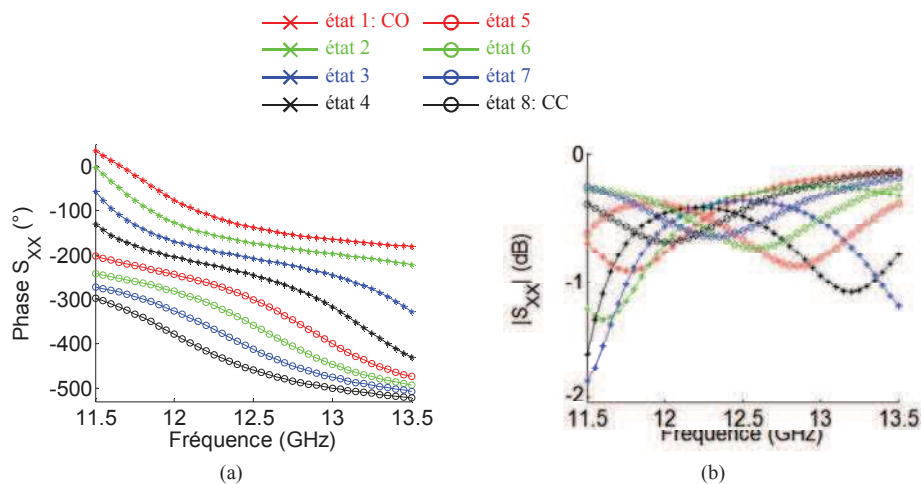 état 1: CO
état 5
état 2
état 6
état 3
état 7
état 4
état 8: CC
0
-100
-200
-300
-400
-500
Phase S_XX (°)
11.5
12
12.5
13
13.5
Fréquence (GHz)
(a)
0
-1
-2
|S_XX| (dB)
11.5
12
12.5
13
13.5
Fréquence (GHz)
(b)